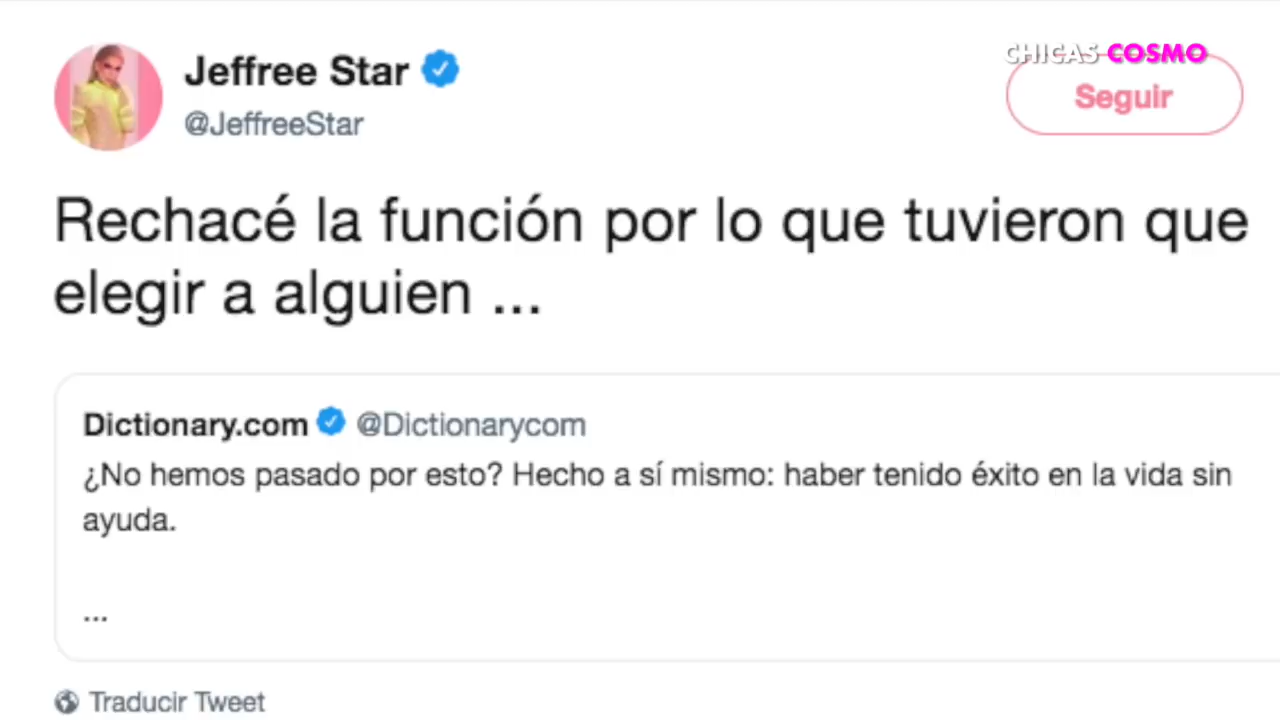 Jeffree Star
CHICAS COSMO
@JeffreeStar
Seguir
Rechacé la función por lo que tuvieron que
elegir a alguien ...
Dictionary.com @Dictionarycom
¿No hemos pasado por esto? Hecho a sí mismo: haber tenido éxito en la vida sin
ayuda.
...
Traducir Tweet